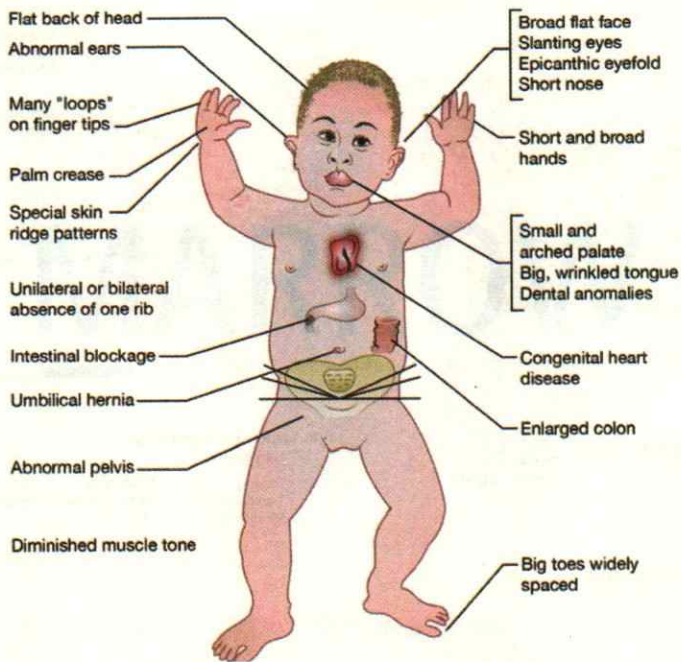 Flat back of head
Abnormal ears
Many "loops"
on finger tips
Palm crease
Special skin
ridge patterns
Unilateral or bilateral
absence of one rib
Intestinal blockage
Umbilical hernia
Abnormal pelvis
Diminished muscle tone
Broad flat face
Slanting eyes
Epicanthic eyefold
Short nose
Short and broad
hands
Small and
arched palate
Big, wrinkled tongue
Dental anomalies
Congenital heart
disease
Enlarged colon
Big toes widely
spaced